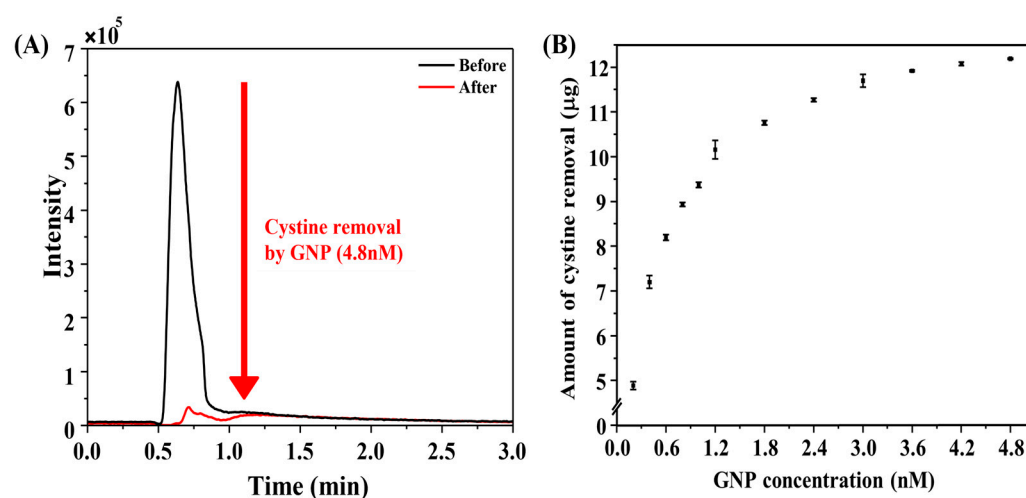 (A)
×10⁵
7
6
5
4
3
2
1
0
Intensity
Before
After
Cystine removal
by GNP (4.8nM)
0.0 0.5 1.0 1.5 2.0 2.5 3.0
Time (min)
(B)
12
11
10
9
8
7
6
5
0
Amount of cystine removal (μg)
0.0 0.6 1.2 1.8 2.4 3.0 3.6 4.2 4.8
GNP concentration (nM)